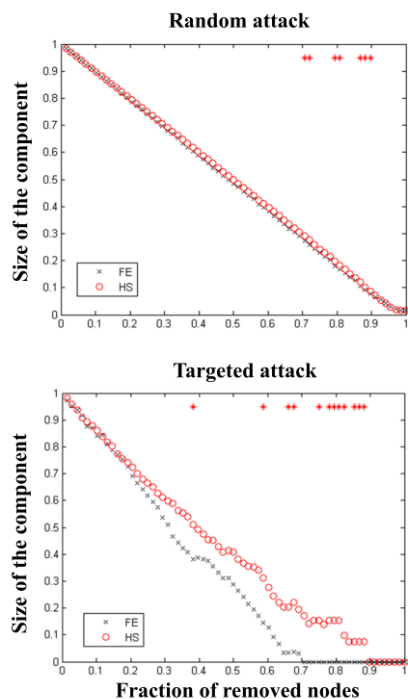 Random attack
Size of the component
1
0.9
0.8
0.7
0.6
0.5
0.4
0.3
0.2
0.1
0
FE
HS
0 0.1 0.2 0.3 0.4 0.5 0.6 0.7 0.8 0.9 1
Targeted attack
Size of the component
1
0.9
0.8
0.7
0.6
0.5
0.4
0.3
0.2
0.1
0
FE
HS
0 0.1 0.2 0.3 0.4 0.5 0.6 0.7 0.8 0.9 1
Fraction of removed nodes